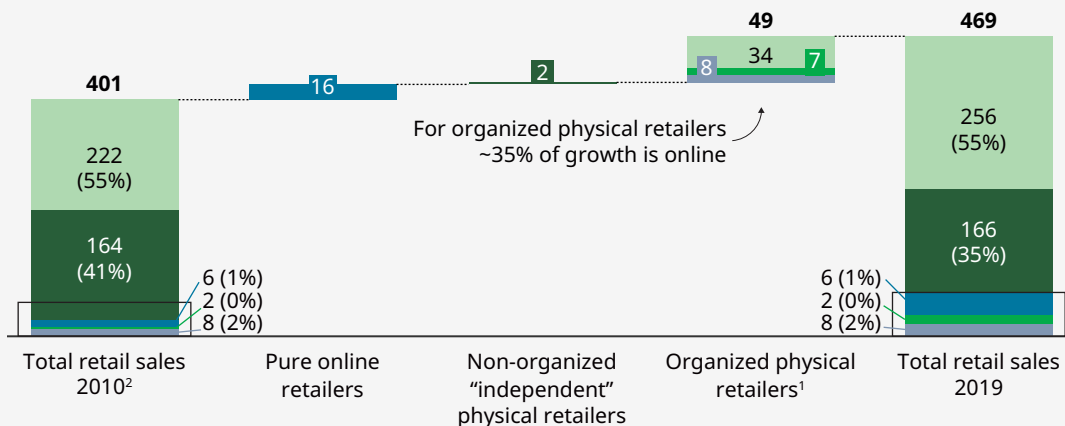 401
222
(55%)
164
(41%)
6 (1%)
2 (0%)
8 (2%)
Total retail sales
2010²
16
Pure online
retailers
2
Non-organized
“independent”
physical retailers
49
34
8
7
For organized physical retailers
~35% of growth is online
Organized physical
retailers¹
469
256
(55%)
166
(35%)
6 (1%)
2 (0%)
8 (2%)
Total retail sales
2019